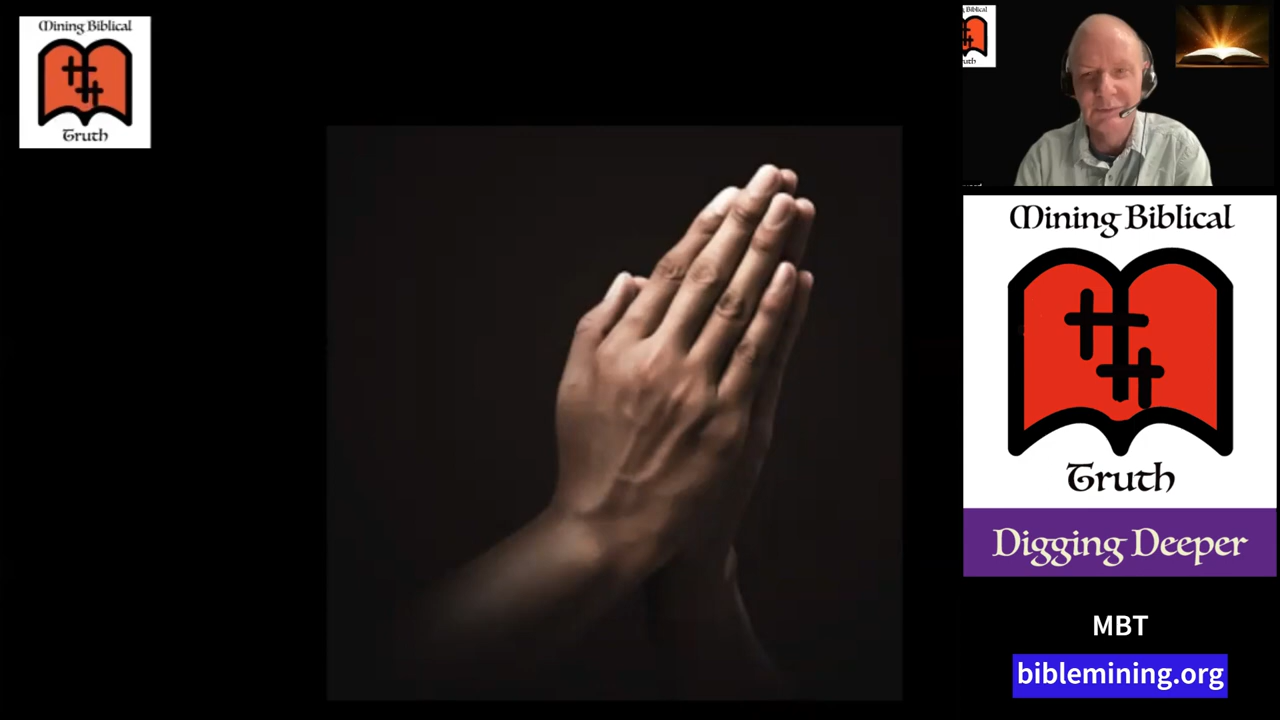 Mining Biblical
Truth
Mining Biblical
Truth
Digging Deeper
MBT
biblemining.org